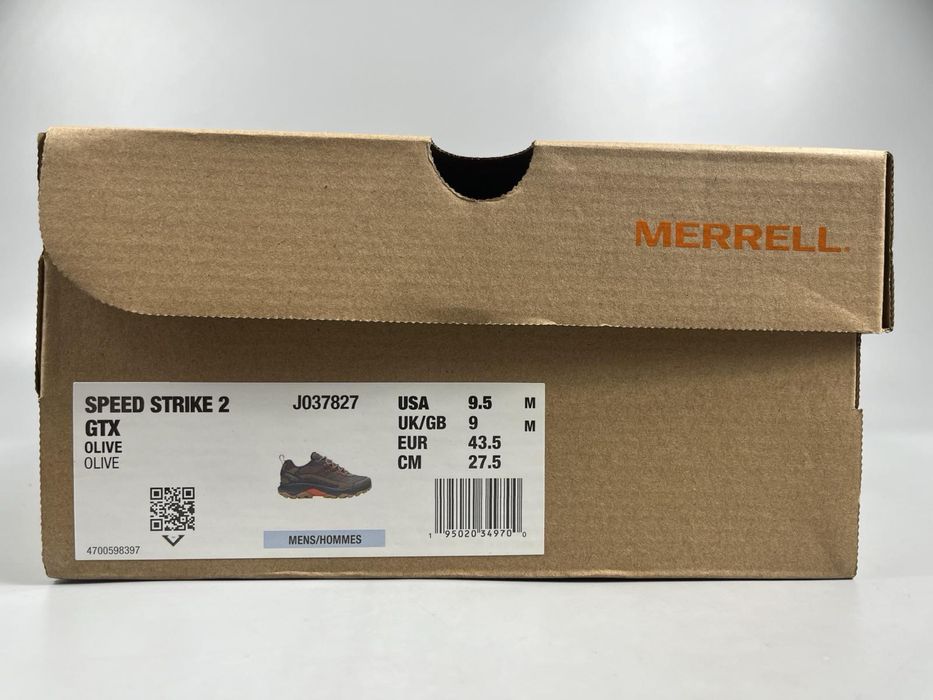 MERRELL
SPEED STRIKE 2
GTX
OLIVE
OLIVE
J037827
USA 9.5 M
UK/GB 9 M
EUR 43.5
CM 27.5
MENS/HOMMES
1 95020 34970 0
4700598397